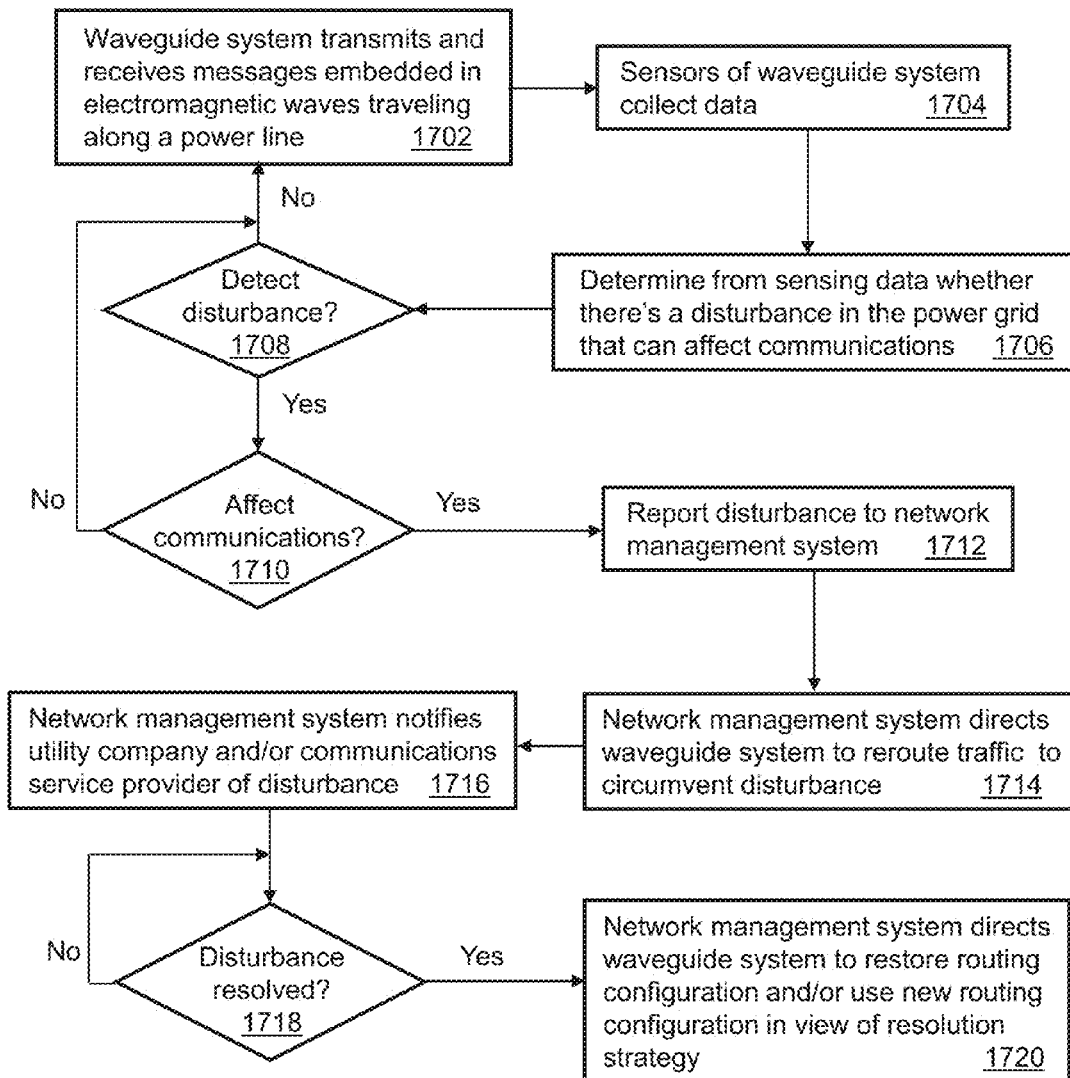 Waveguide system transmits and
receives messages embedded in
electromagnetic waves traveling
along a power line 1702
Sensors of waveguide system
collect data 1704
No
Detect
disturbance?
1708
Determine from sensing data whether
there's a disturbance in the power grid
that can affect communications 1706
Yes
No
Affect
communications?
1710
Yes
Report disturbance to network
management system 1712
Network management system notifies
utility company and/or communications
service provider of disturbance 1716
Network management system directs
waveguide system to reroute traffic to
circumvent disturbance 1714
No
Disturbance
resolved?
1718
Yes
Network management system directs
waveguide system to restore routing
configuration and/or use new routing
configuration in view of resolution
strategy 1720